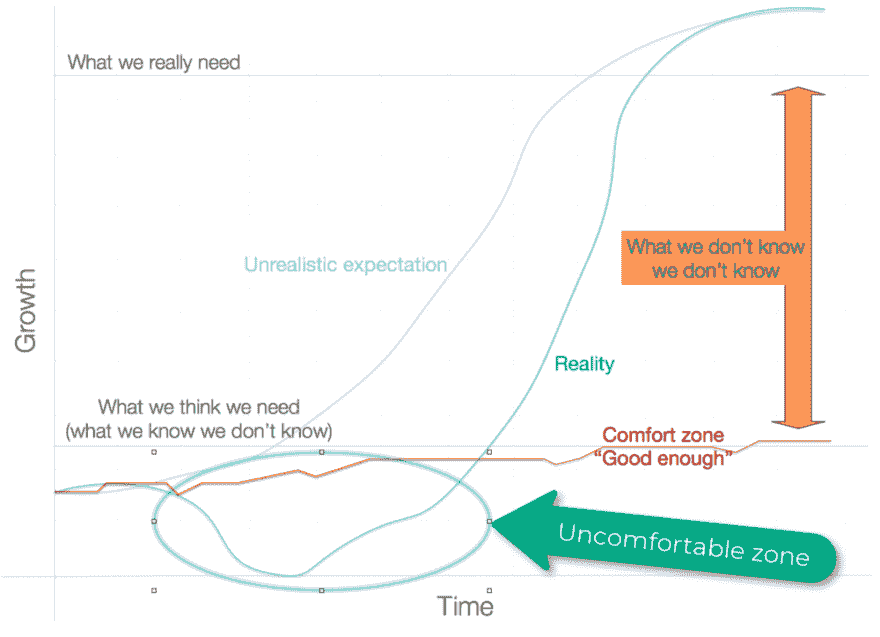 What we really need
Unrealistic expectation
What we don't know
we don't know
Growth
Reality
What we think we need
(what we know we don't know)
Comfort zone
“Good enough”
Uncomfortable zone
Time